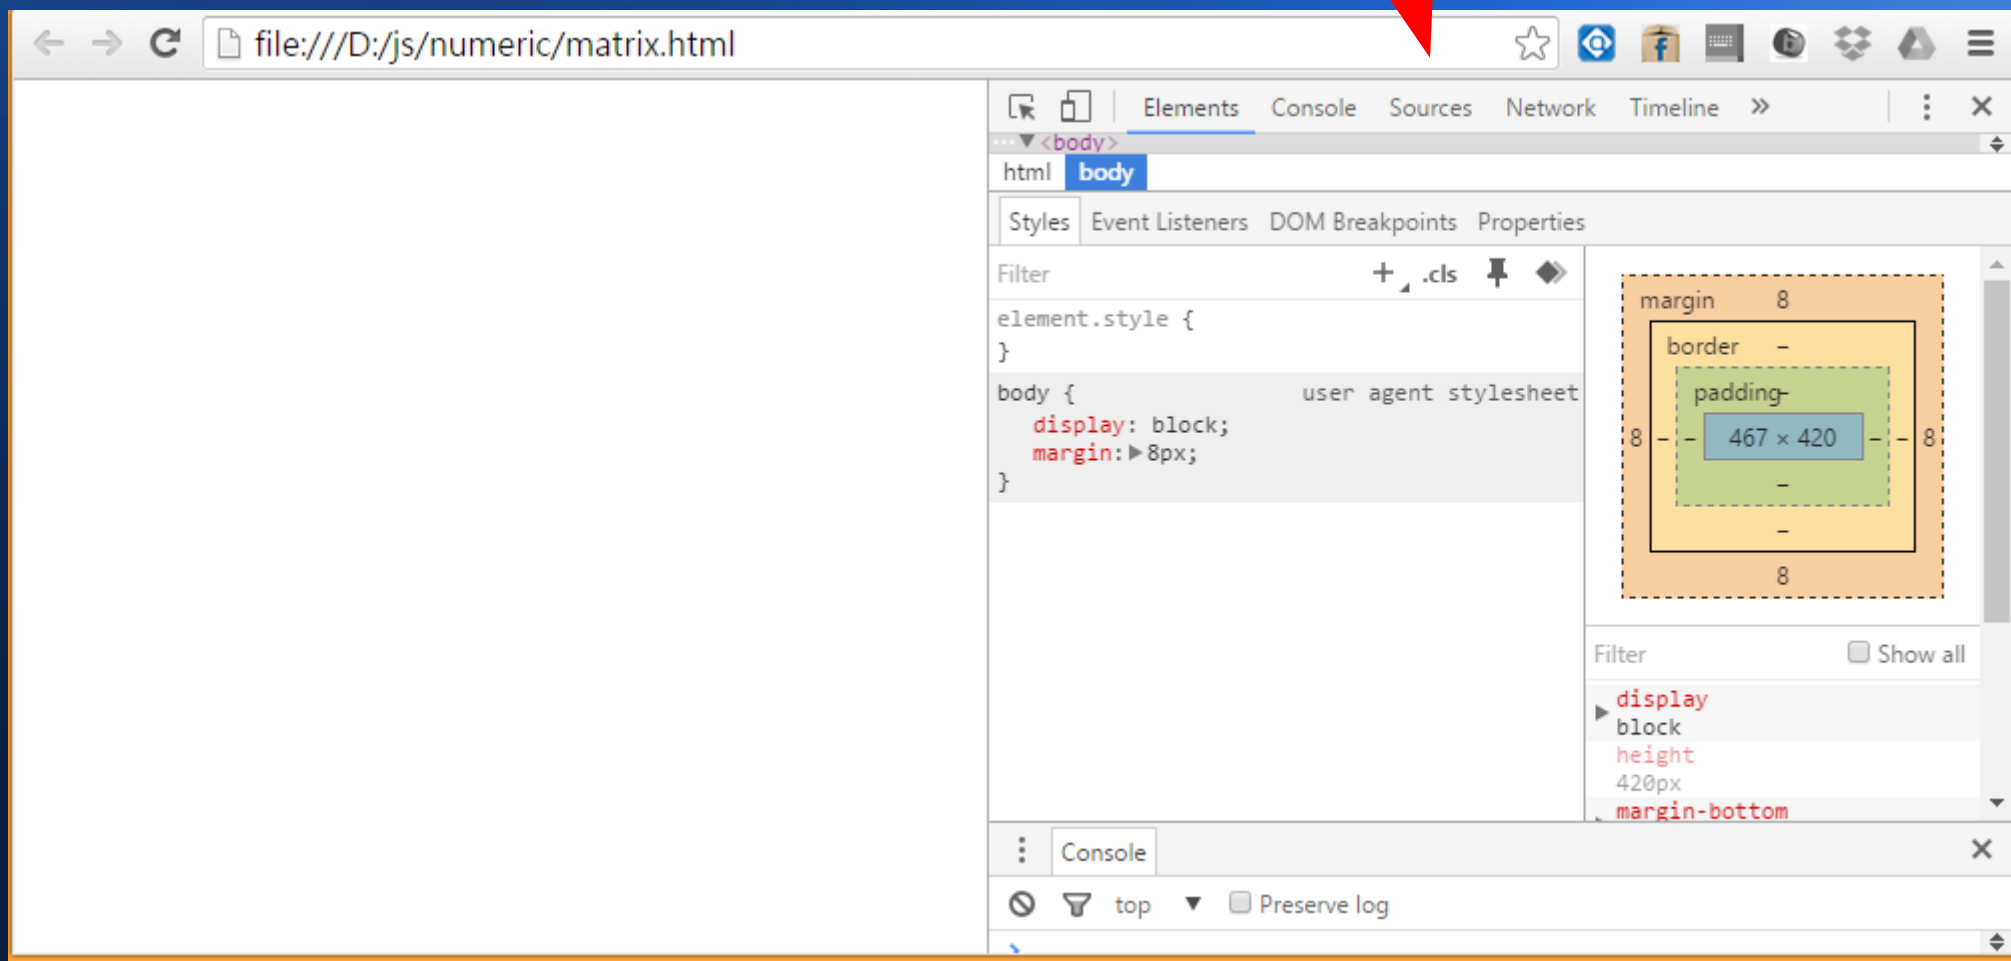 file:///D:/js/numeric/matrix.html
Elements Console Sources Network Timeline »
<body>
html body
Styles Event Listeners DOM Breakpoints Properties
Filter + .cls
element.style {
}
body { user agent stylesheet
display: block;
margin: 8px;
}
margin 8
border –
padding –
8 – – 467 × 420 – – 8
–
–
8
Filter Show all
display
block
height
420px
margin-bottom
Console
top Preserve log
>